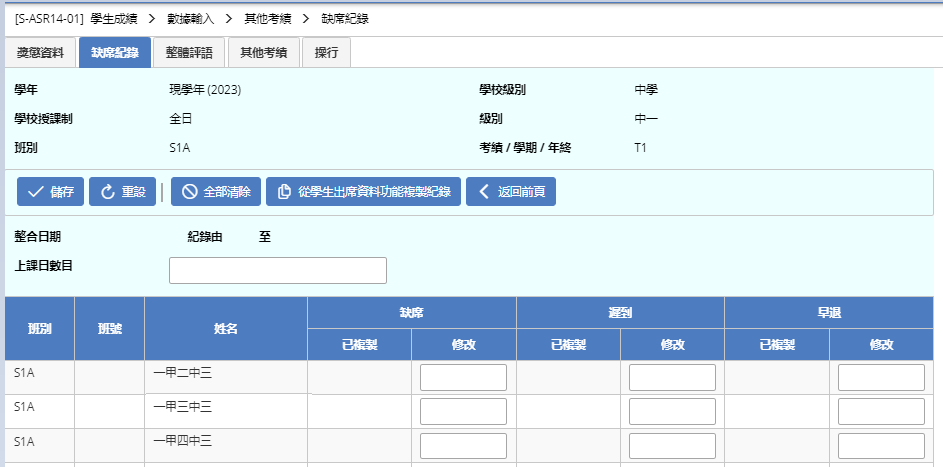 [S-ASR14-01] 學生成績 > 數據輸入 > 其他考績 > 缺席紀錄
獎懲資料 缺席紀錄 整體評語 其他考績 操行
學年 現學年 (2023) 學校級別 中學
學校授課制 全日 級別 中一
班別 S1A 考績 / 學期 / 年終 T1
儲存 重設 | 全部清除 從學生出席資料功能複製紀錄 返回前頁
整合日期 紀錄由 至
上課日數目
班別 班號 姓名 缺席 遲到 早退
已複製 修改 已複製 修改 已複製 修改
S1A 一甲二中三
S1A 一甲三中三
S1A 一甲四中三